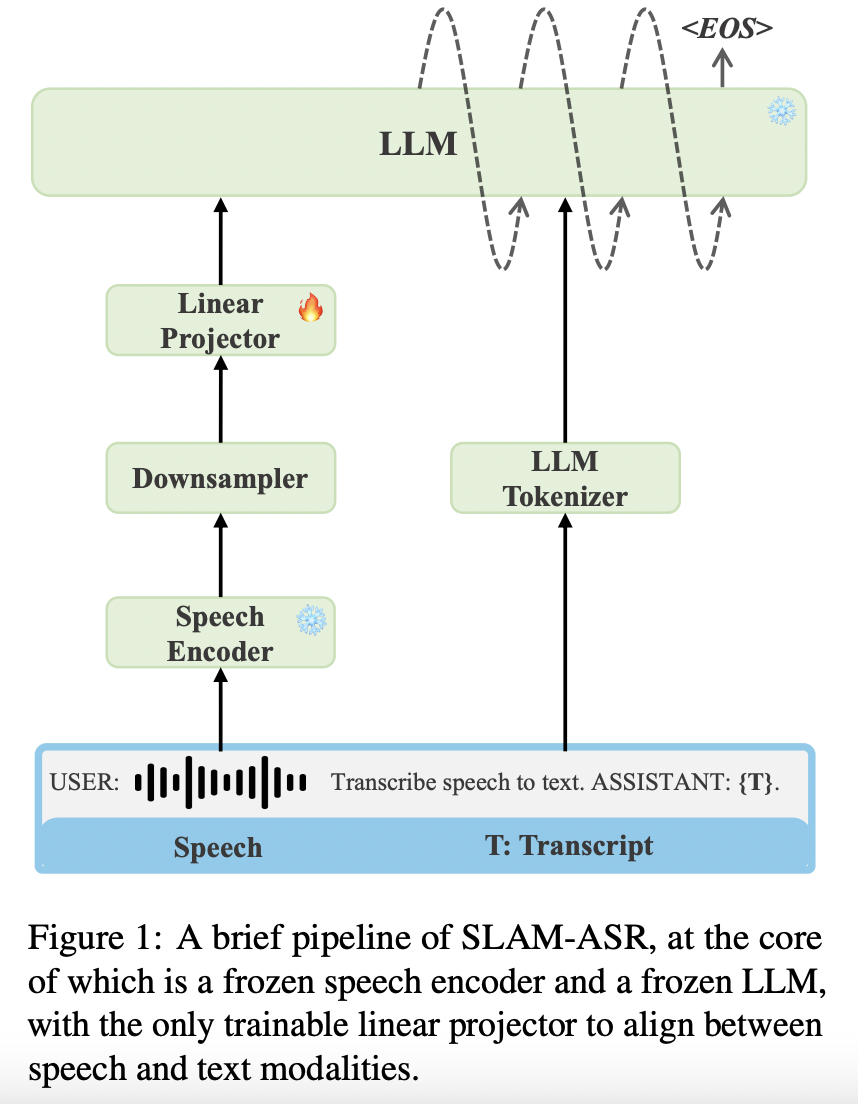 <EOS>
LLM
Linear
Projector
Downsampler
LLM
Tokenizer
Speech
Encoder
USER: Transcribe speech to text. ASSISTANT: {T}.
Speech T: Transcript
Figure 1: A brief pipeline of SLAM-ASR, at the core
of which is a frozen speech encoder and a frozen LLM,
with the only trainable linear projector to align between
speech and text modalities.